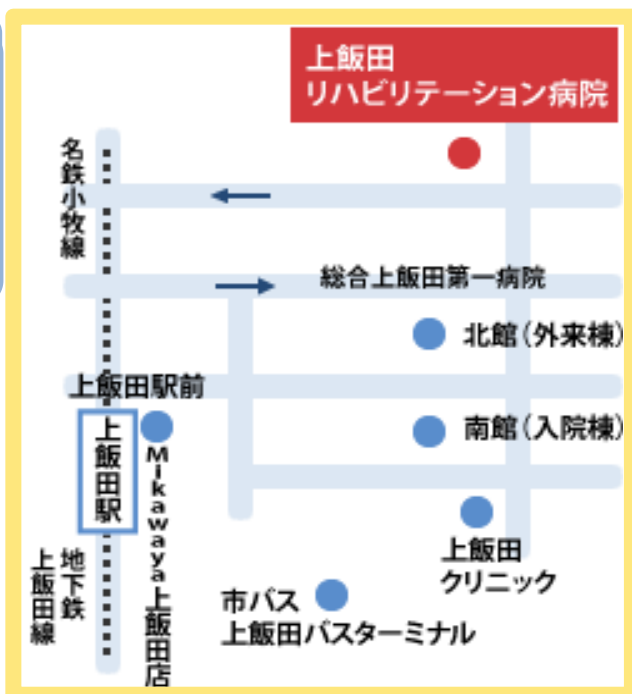 上飯田
リハビリテーション病院
名鉄小牧線
総合上飯田第一病院
北館(外来棟)
上飯田駅前
上飯田駅
Mikawaya上飯田店
南館(入院棟)
上飯田
クリニック
地下鉄
上飯田線
市バス
上飯田バスターミナル